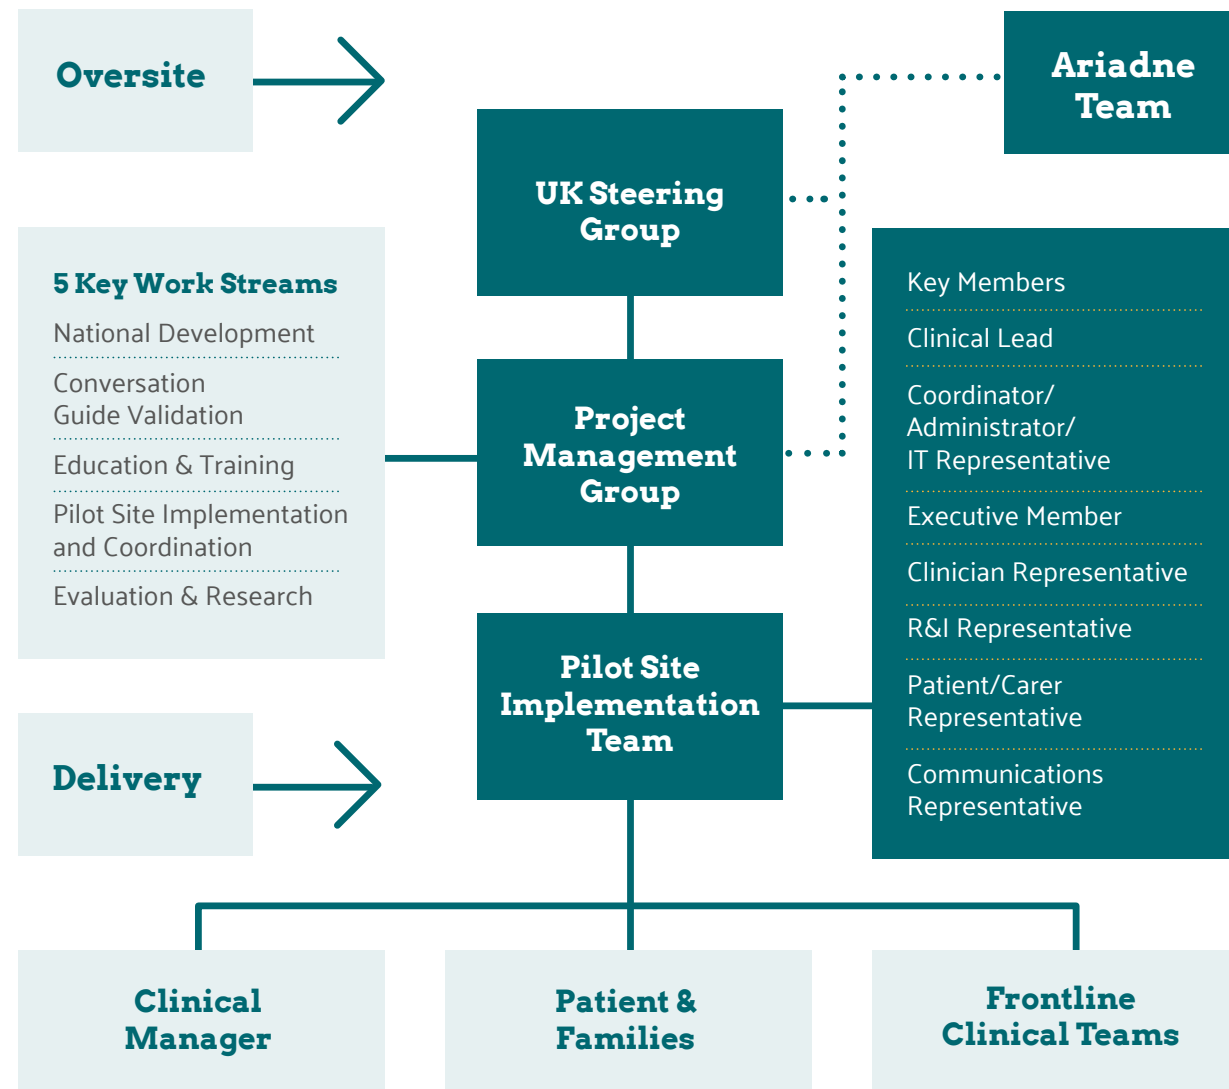 Oversite
Ariadne
Team
UK Steering
Group
5 Key Work Streams
National Development
Conversation
Guide Validation
Education & Training
Pilot Site Implementation
and Coordination
Evaluation & Research
Project
Management
Group
Key Members
Clinical Lead
Coordinator/
Administrator/
IT Representative
Executive Member
Clinician Representative
R&I Representative
Patient/Carer
Representative
Communications
Representative
Pilot Site
Implementation
Team
Delivery
Clinical
Manager
Patient &
Families
Frontline
Clinical Teams